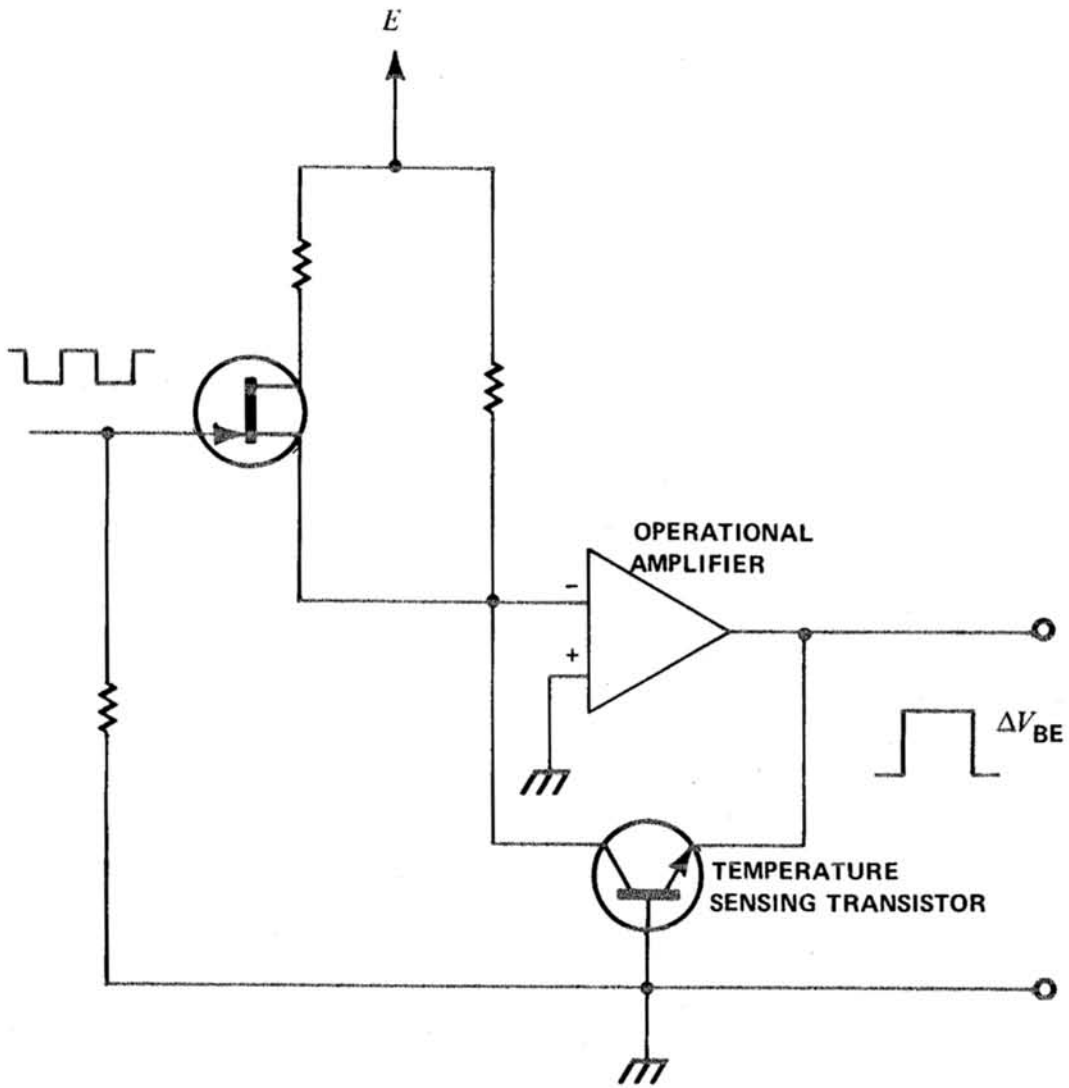 E
OPERATIONAL
AMPLIFIER
-
+
ΔVBE
TEMPERATURE
SENSING TRANSISTOR